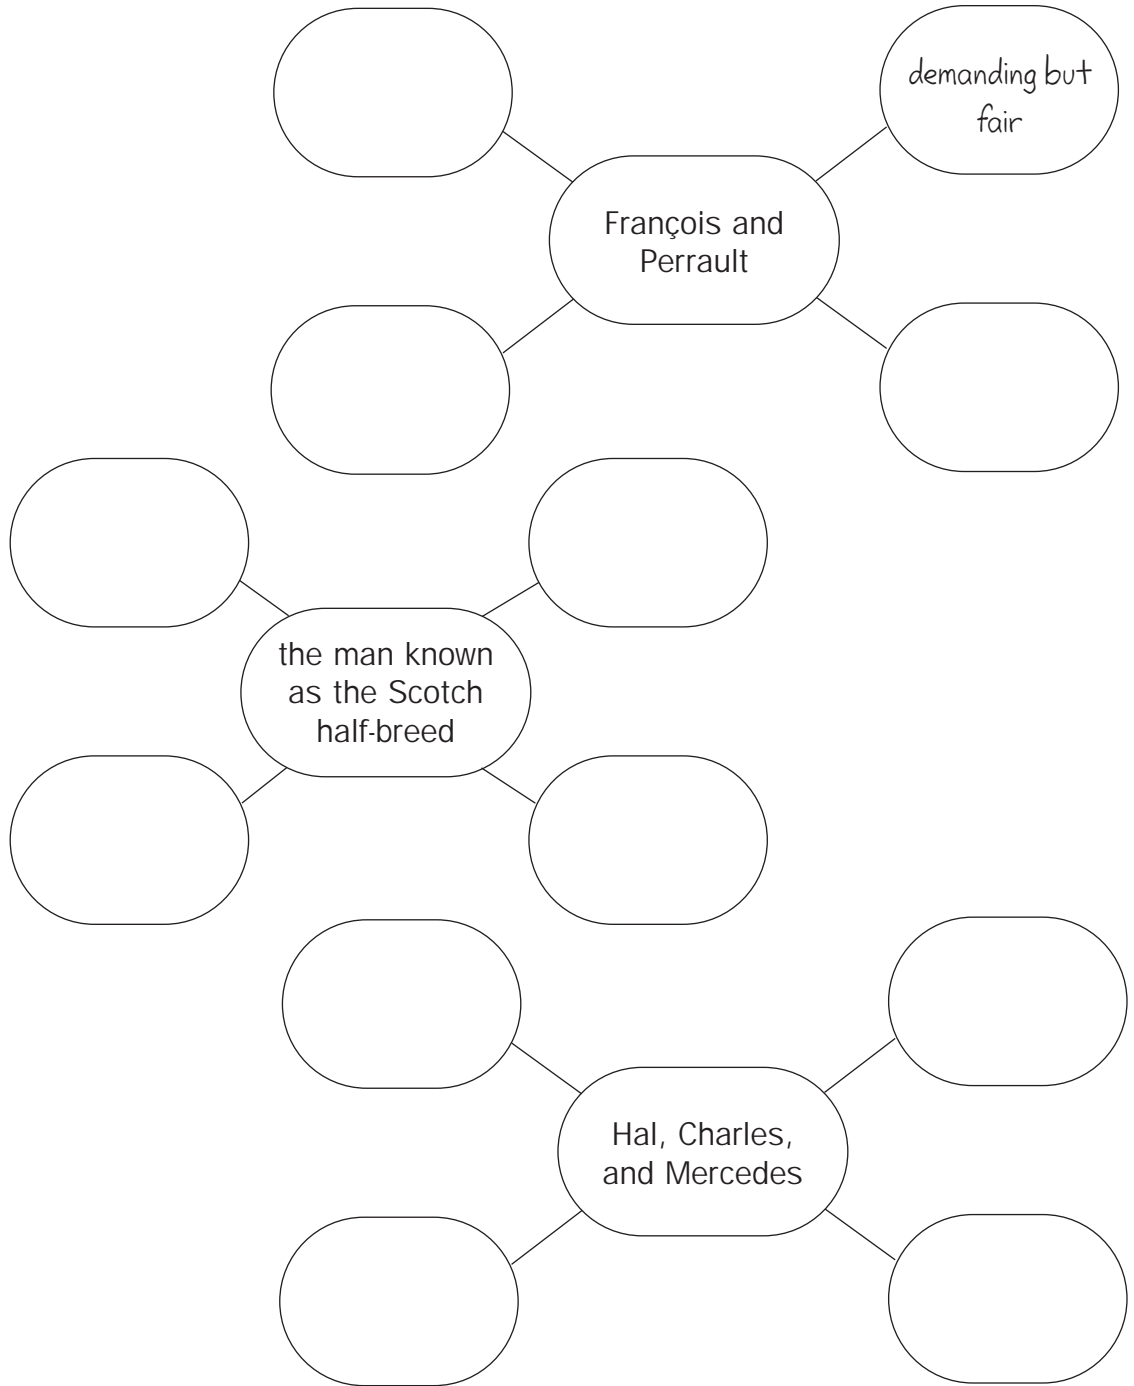 demanding but
fair
François and
Perrault
the man known
as the Scotch
half-breed
Hal, Charles,
and Mercedes